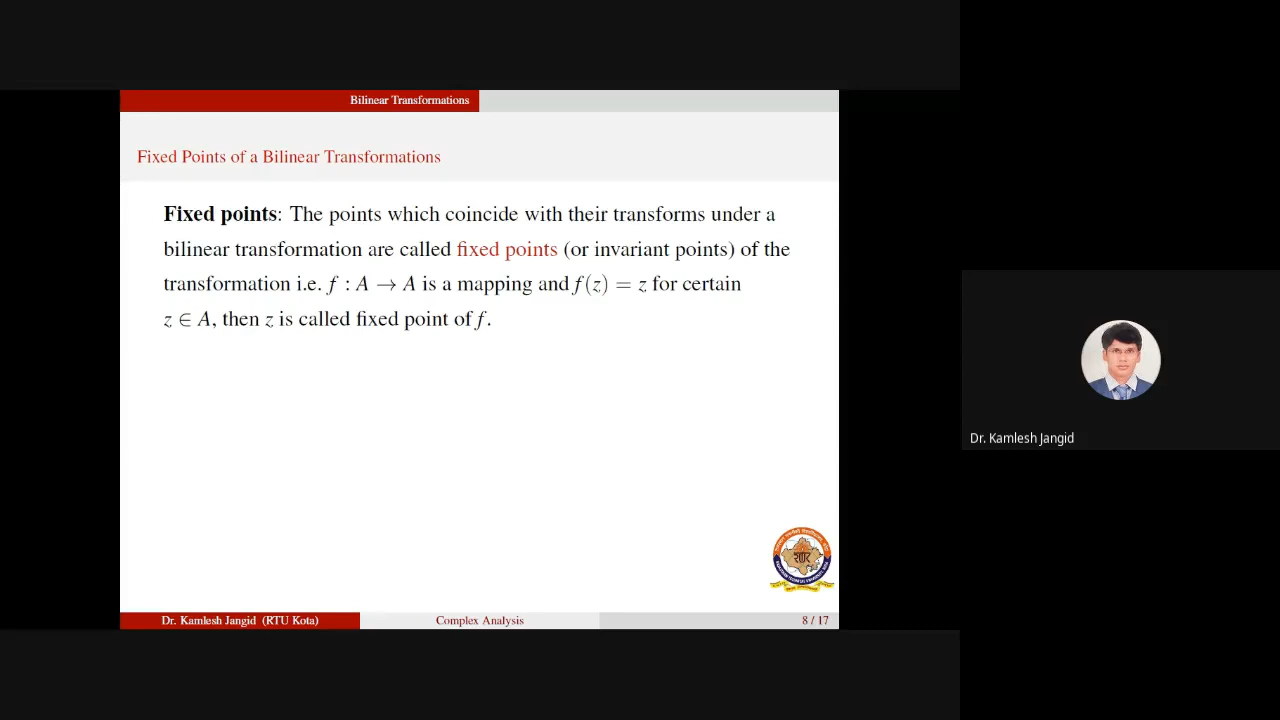 Bilinear Transformations
Fixed Points of a Bilinear Transformations
Fixed points: The points which coincide with their transforms under a
bilinear transformation are called fixed points (or invariant points) of the
transformation i.e. f : A → A is a mapping and f(z) = z for certain
z ∈ A, then z is called fixed point of f.
Dr. Kamlesh Jangid
Dr. Kamlesh Jangid (RTU Kota)
Complex Analysis
8 / 17